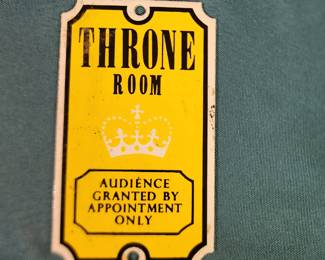 THRONE
ROOM
AUDIENCE
GRANTED BY
APPOINTMENT
ONLY